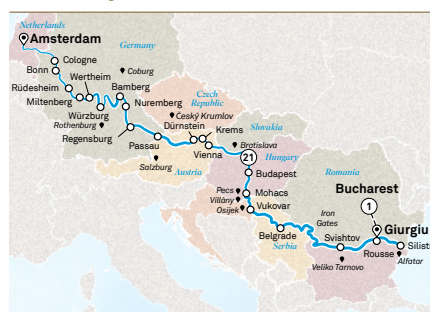 Netherlands
Amsterdam
Germany
Cologne
Bonn
Coburg
Wertheim
Rüdesheim
Bamberg
Miltenberg
Czech
Republic
Nuremberg
Würzburg
Český Krumlov
Rothenburg
Dürnstein
Krems
Slovakia
Regensburg
Passau
Vienna
Bratislava
21
Hungary
Salzburg
Austria
Budapest
Romania
Pecs
Mohacs
Bucharest
Villány
Vukovar
1
Osijek
Iron
Gates
Giurgiu
Belgrade
Svishtov
Silist
Serbia
Rousse
Alfatar
Veliko Tarnovo